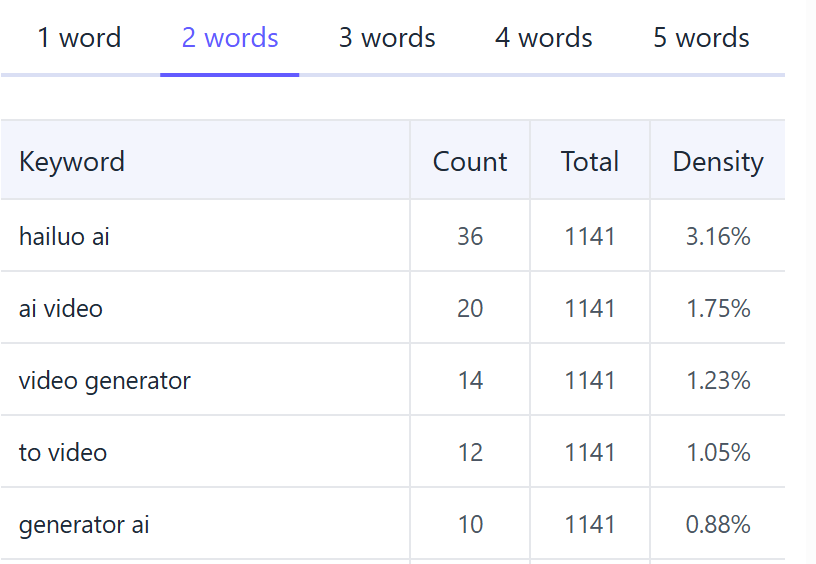 1 word 2 words 3 words 4 words 5 words
Keyword Count Total Density
hailuo ai 36 1141 3.16%
ai video 20 1141 1.75%
video generator 14 1141 1.23%
to video 12 1141 1.05%
generator ai 10 1141 0.88%